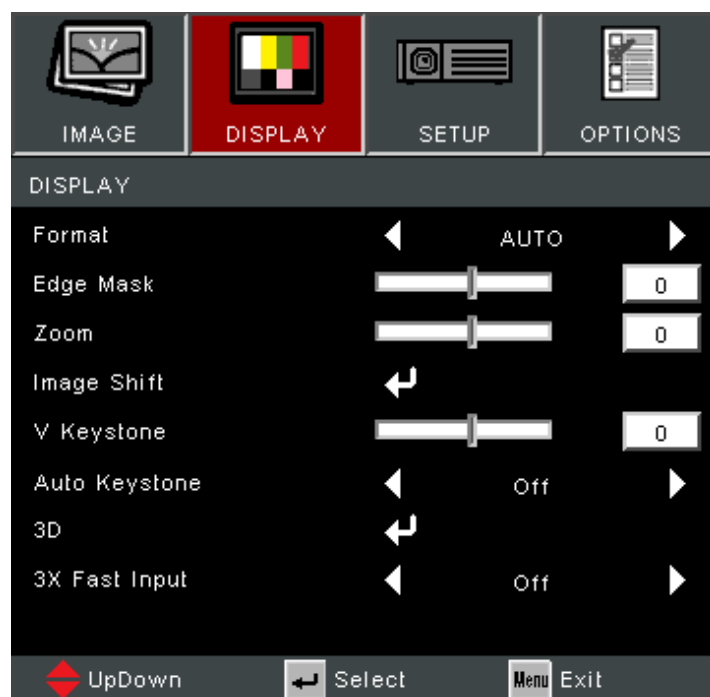 IMAGE DISPLAY SETUP OPTIONS
DISPLAY
Format AUTO
Edge Mask 0
Zoom 0
Image Shift
V Keystone 0
Auto Keystone Off
3D
3X Fast Input Off
UpDown Select Menu Exit